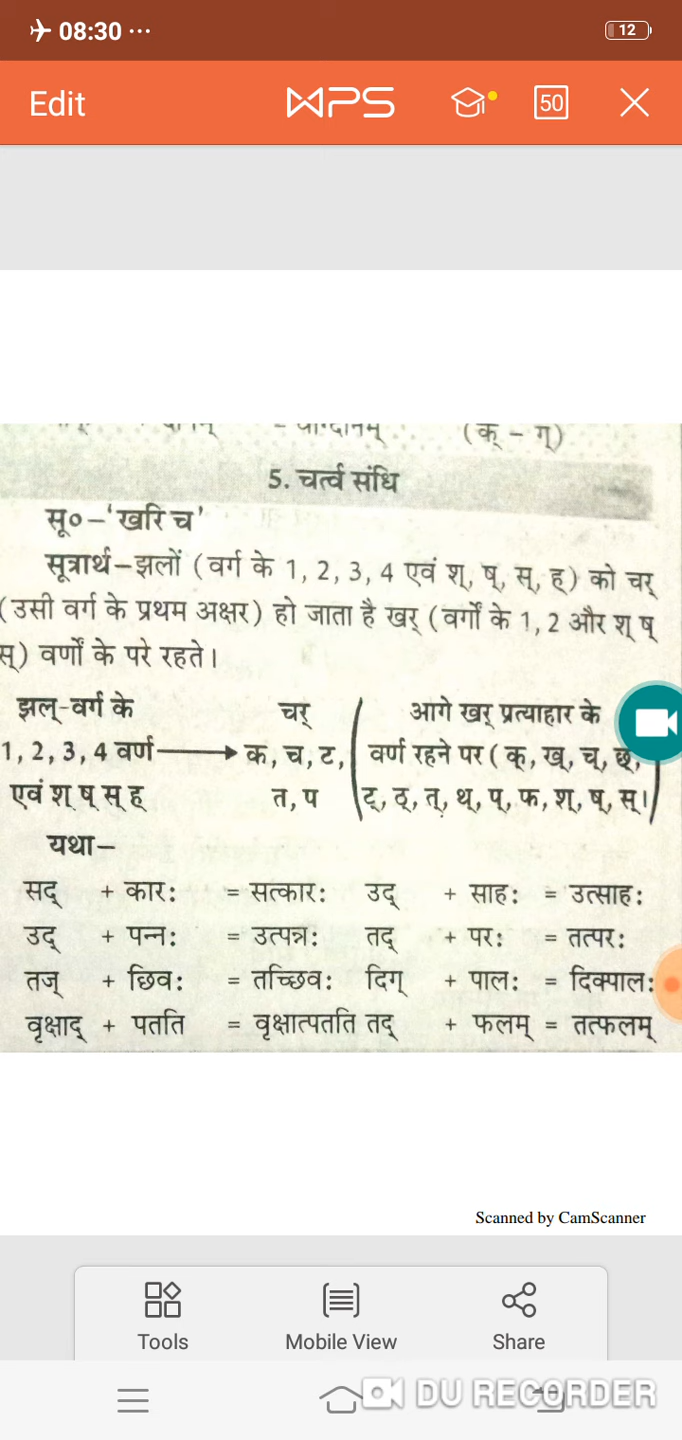 08:30 ...
12
Edit
WPS
50
(क् – ग्)
5. चर्त्व संधि
सू०–‘खरि च’
सूत्रार्थ–झलों (वर्ग के 1, 2, 3, 4 एवं श्, ष्, स्, ह्) को चर्
(उसी वर्ग के प्रथम अक्षर) हो जाता है खर् (वर्गों के 1, 2 और श् ष्
स्) वर्णों के परे रहते।
झल्-वर्ग के चर् आगे खर् प्रत्याहार के
1, 2, 3, 4 वर्ण → क, च, ट, वर्ण रहने पर (क्, ख्, च्, छ्,
एवं श् ष् स् ह त, प ट्, ठ्, त्, थ्, प्, फ, श्, ष्, स्।)
यथा–
सद् + कारः = सत्कारः उद् + साहः = उत्साहः
उद् + पन्नः = उत्पन्नः तद् + परः = तत्परः
तज् + छिवः = तच्छिवः दिग् + पालः = दिक्पालः
वृक्षाद् + पतति = वृक्षात्पतति तद् + फलम् = तत्फलम्
Scanned by CamScanner
Tools
Mobile View
Share
DU RECORDER